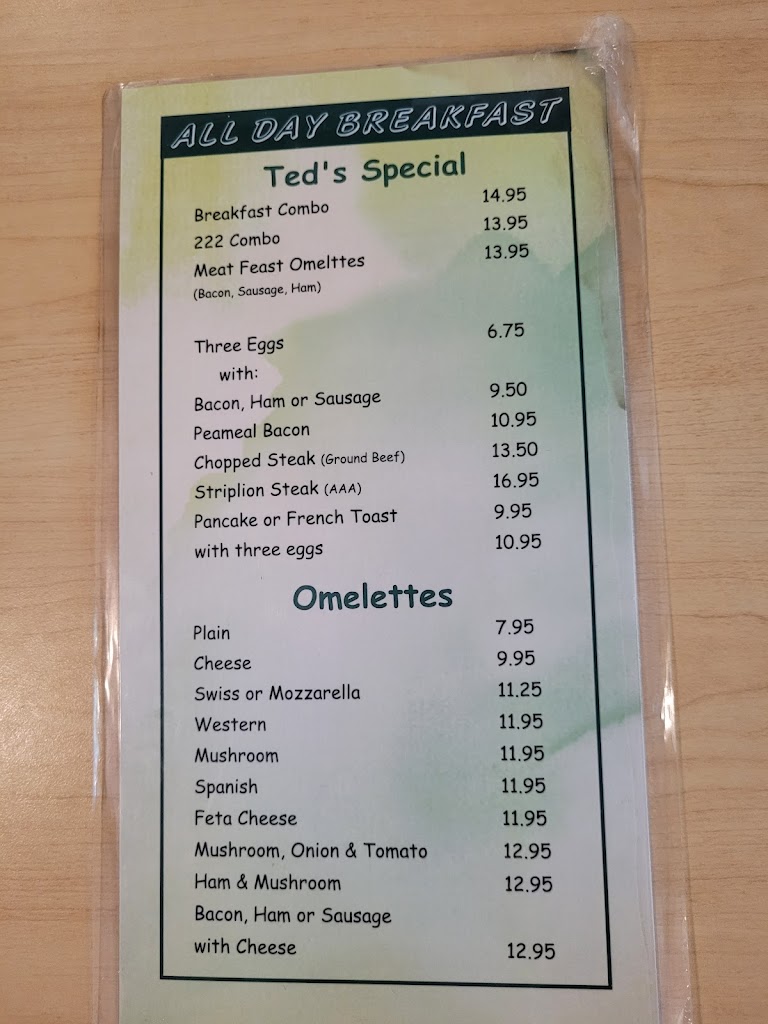 ALL DAY BREAKFAST
Ted's Special
Breakfast Combo 14.95
222 Combo 13.95
Meat Feast Omelttes 13.95
(Bacon, Sausage, Ham)
Three Eggs 6.75
with:
Bacon, Ham or Sausage 9.50
Peameal Bacon 10.95
Chopped Steak (Ground Beef) 13.50
Striplion Steak (AAA) 16.95
Pancake or French Toast 9.95
with three eggs 10.95
Omelettes
Plain 7.95
Cheese 9.95
Swiss or Mozzarella 11.25
Western 11.95
Mushroom 11.95
Spanish 11.95
Feta Cheese 11.95
Mushroom, Onion & Tomato 12.95
Ham & Mushroom 12.95
Bacon, Ham or Sausage
with Cheese 12.95